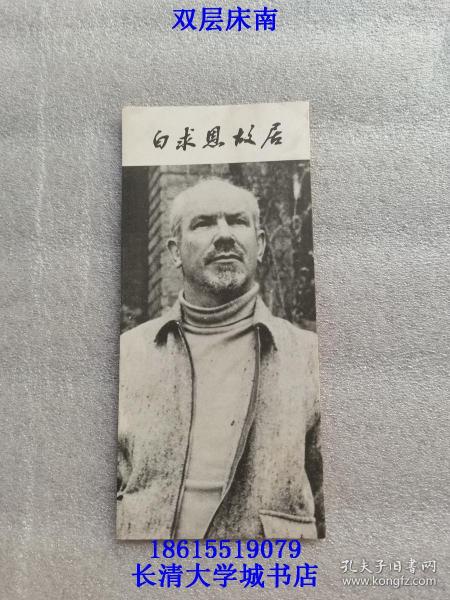 双层床南
白求恩故居
18615519079
长清大学城书店
孔夫子旧书网
www.kongfz.com